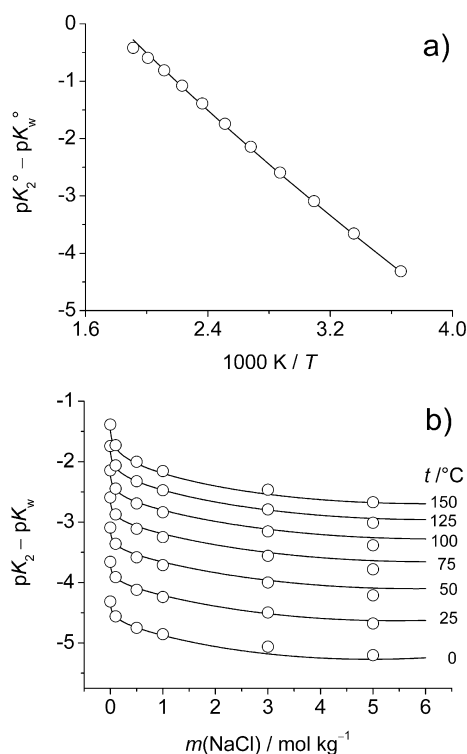 a)
0
-1
-2
-3
-4
-5
pK₂° – pKw°
1.6 2.4 3.2 4.0
1000 K / T
b)
-1
-2
-3
-4
-5
pK₂ – pKw
t /°C
150
125
100
75
50
25
0
0 1 2 3 4 5 6
m(NaCl) / mol kg⁻¹